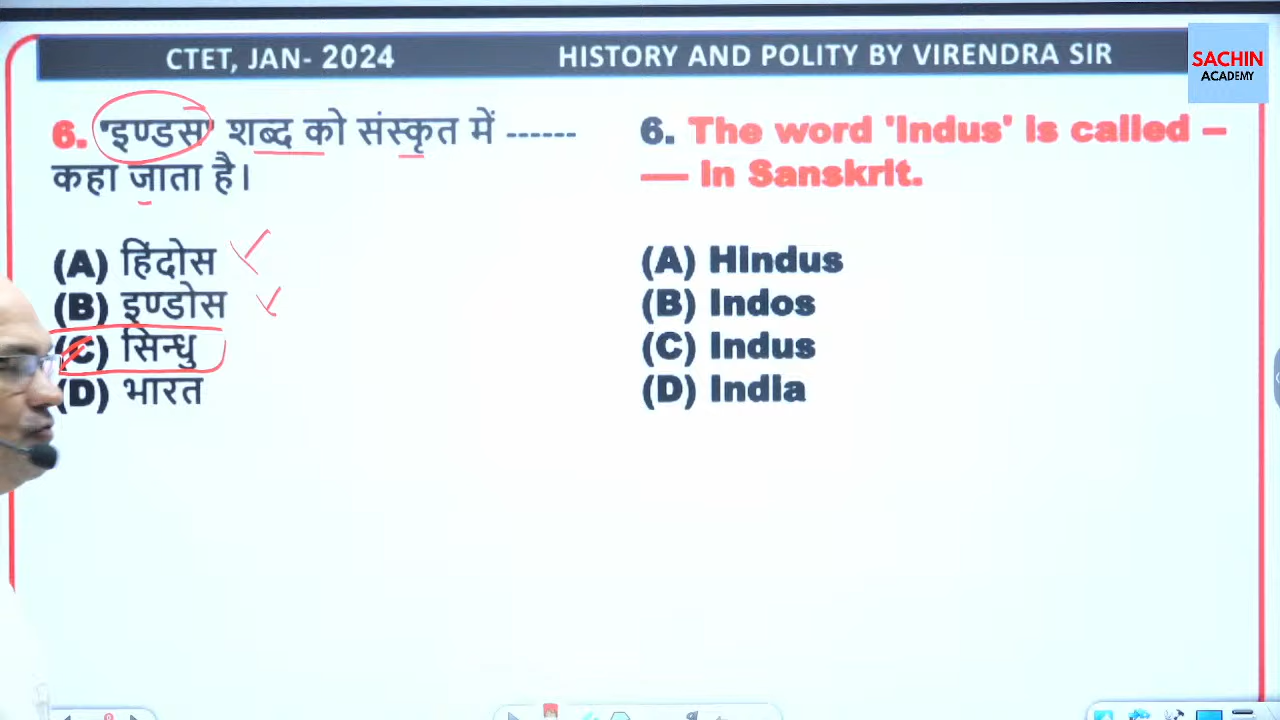 CTET, JAN- 2024
HISTORY AND POLITY BY VIRENDRA SIR
SACHIN
ACADEMY
6. 'इण्डस' शब्द को संस्कृत में ------
कहा जाता है।
(A) हिंदोस
(B) इण्डोस
(C) सिन्धु
(D) भारत
6. The word 'Indus' is called –
–– in Sanskrit.
(A) Hindus
(B) Indos
(C) Indus
(D) India